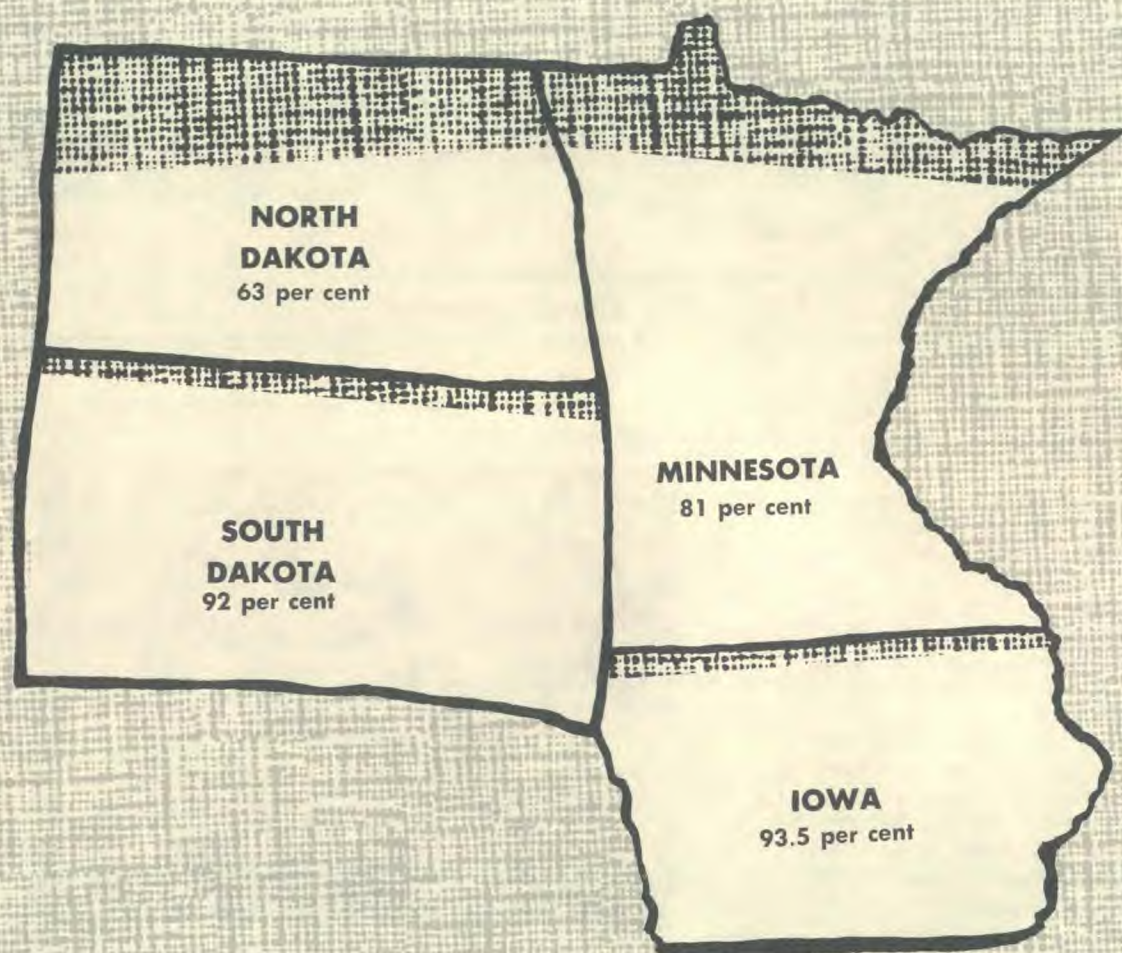 NORTH
DAKOTA
63 per cent
MINNESOTA
81 per cent
SOUTH
DAKOTA
92 per cent
IOWA
93.5 per cent